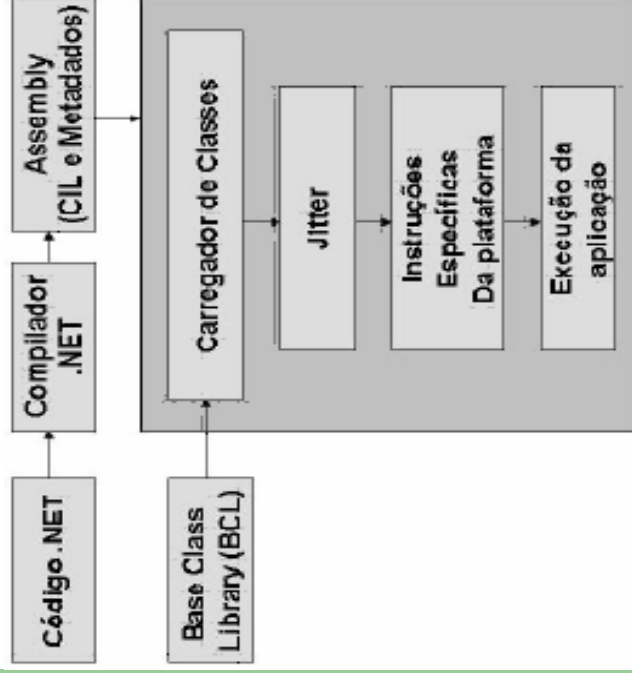 Código .NET
Compilador
.NET
Assembly
(CIL e Metadados)
Base Class
Library (BCL)
Carregador de Classes
Jitter
Instruções
Específicas
Da plataforma
Execução da
aplicação